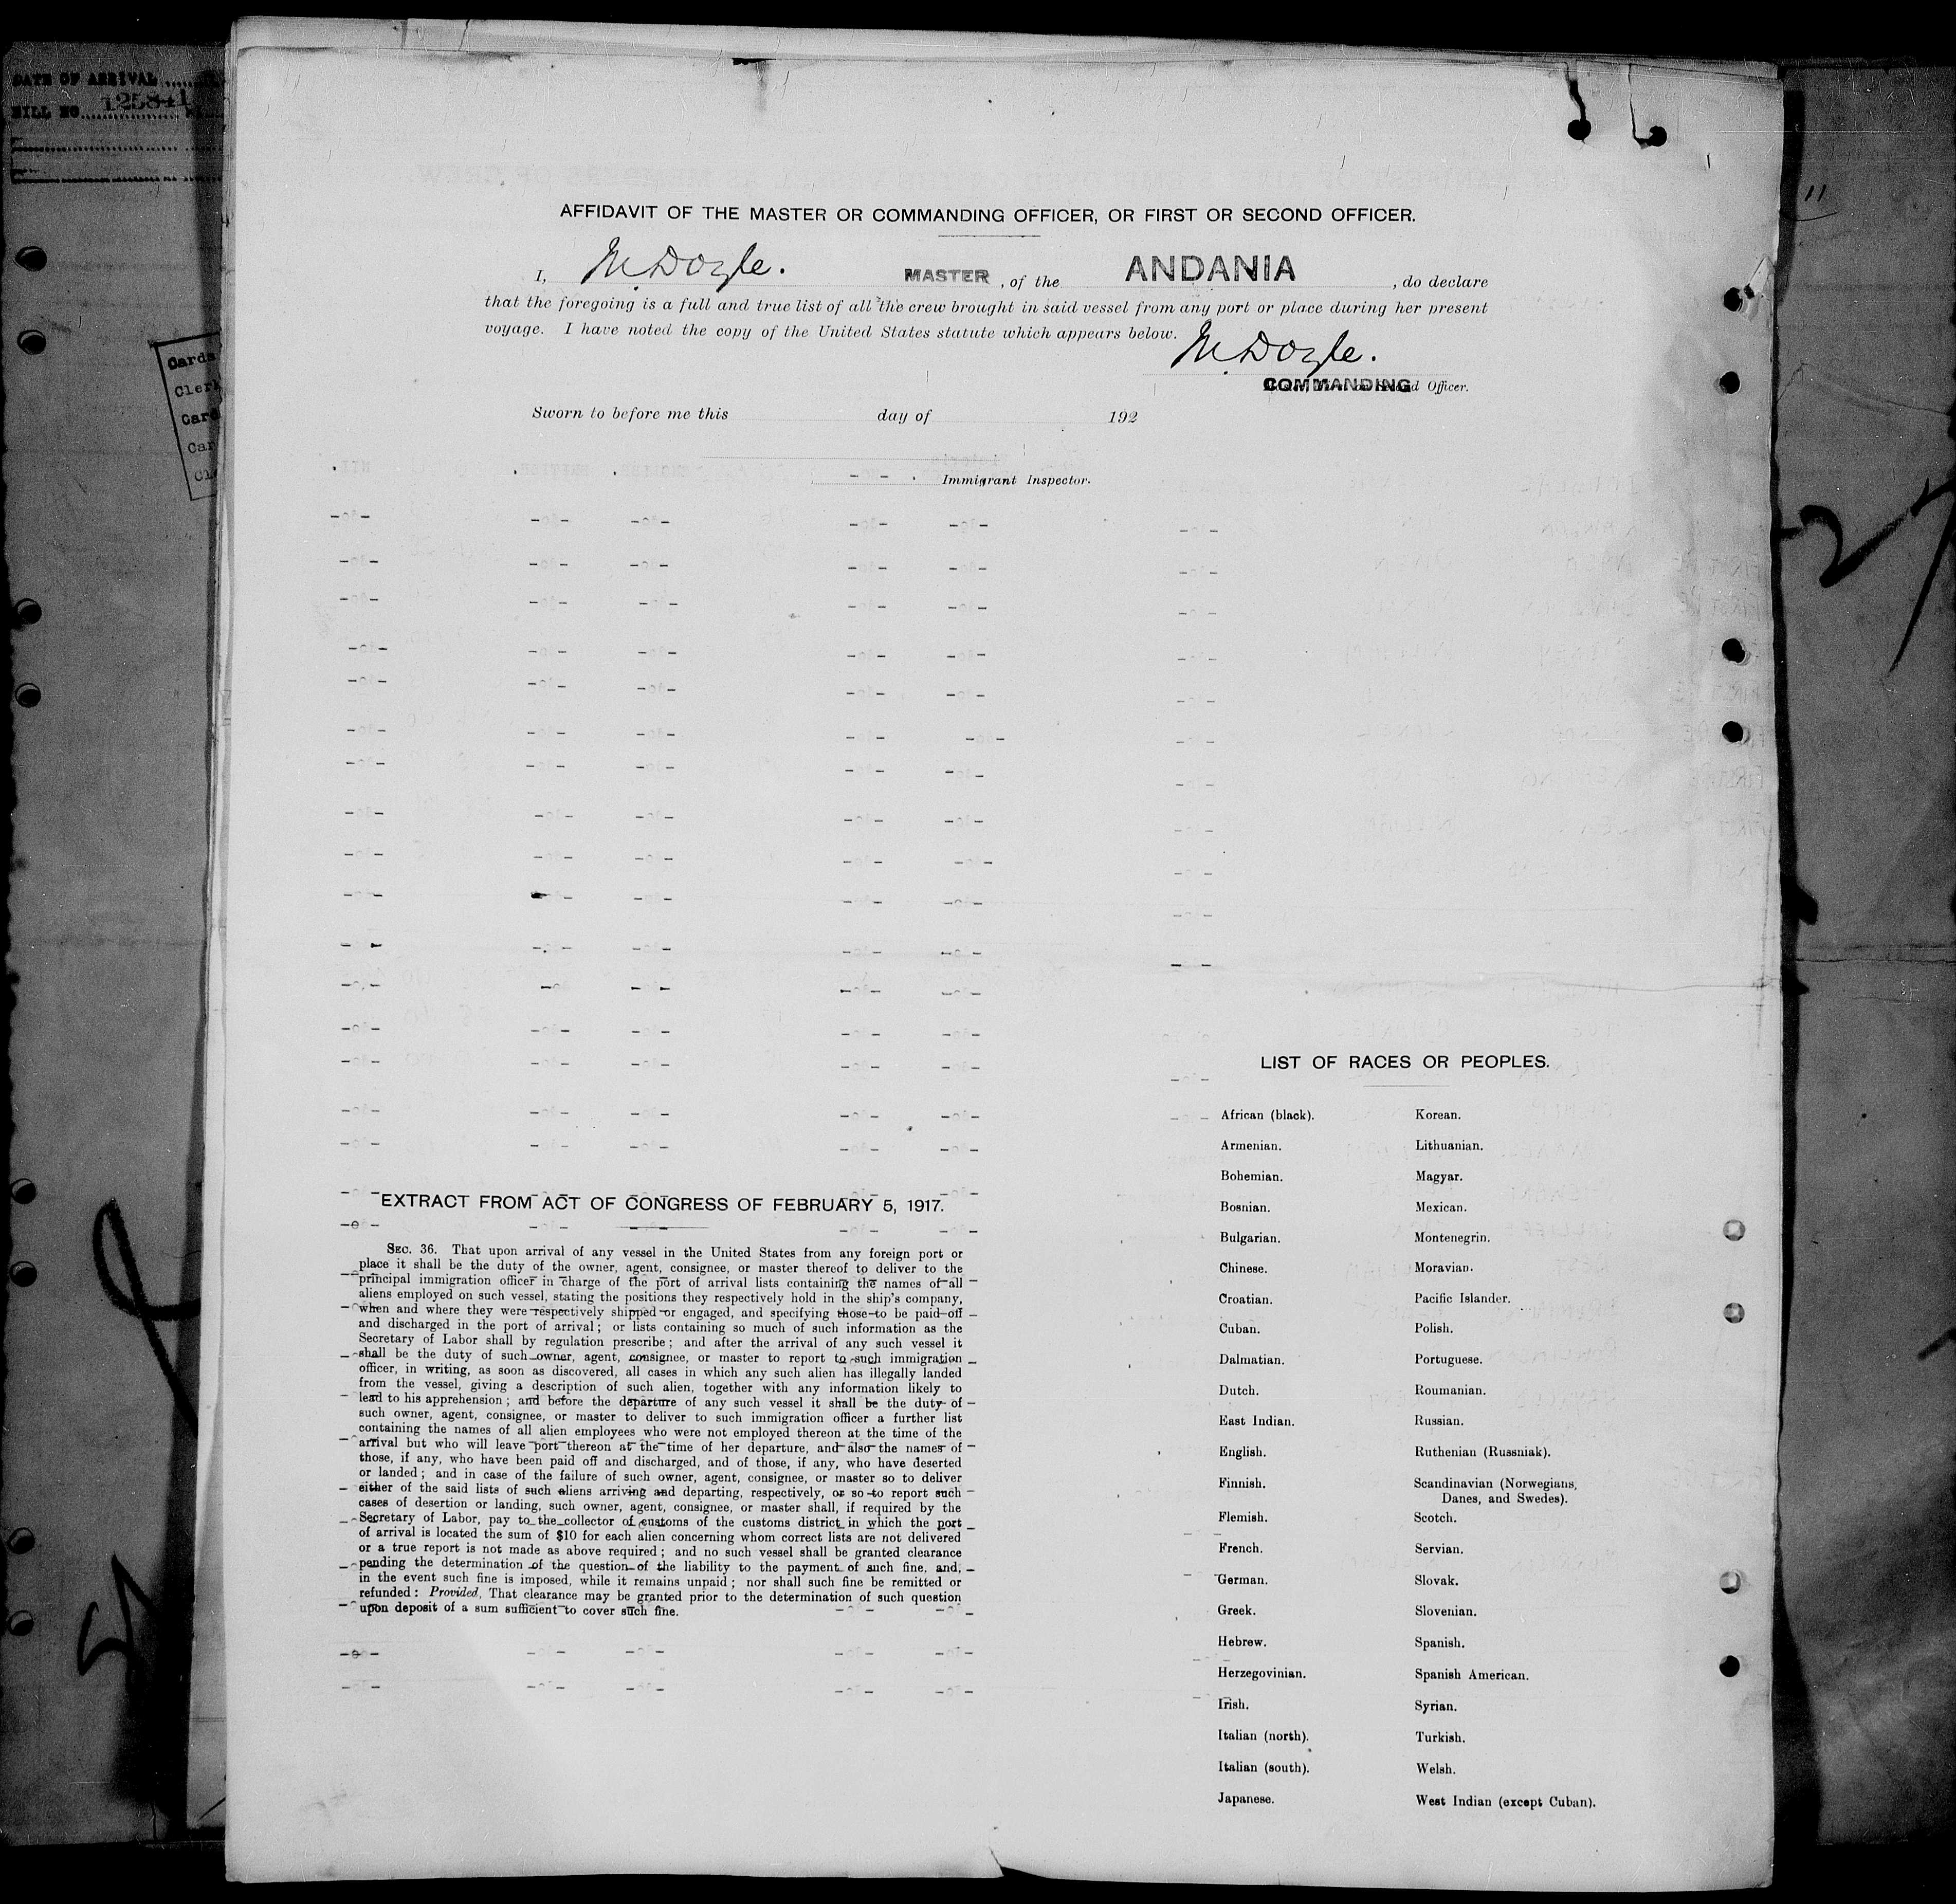 DATE OF ARRIVAL
BILL NO 125841
Cards
Clerk
Card
Car
Cl
11
27
AFFIDAVIT OF THE MASTER OR COMMANDING OFFICER, OR FIRST OR SECOND OFFICER.
I, M Doyle. MASTER, of the ANDANIA, do declare
that the foregoing is a full and true list of all the crew brought in said vessel from any port or place during her present
voyage. I have noted the copy of the United States statute which appears below.
M Doyle.
COMMANDING Officer.
Sworn to before me this day of 192
Immigrant Inspector.
LIST OF RACES OR PEOPLES.
African (black). Korean.
Armenian. Lithuanian.
Bohemian. Magyar.
Bosnian. Mexican.
Bulgarian. Montenegrin.
Chinese. Moravian.
Croatian. Pacific Islander.
Cuban. Polish.
Dalmatian. Portuguese.
Dutch. Roumanian.
East Indian. Russian.
English. Ruthenian (Russniak).
Finnish. Scandinavian (Norwegians,
Danes, and Swedes).
Flemish. Scotch.
French. Servian.
German. Slovak.
Greek. Slovenian.
Hebrew. Spanish.
Herzegovinian. Spanish American.
Irish. Syrian.
Italian (north). Turkish.
Italian (south). Welsh.
Japanese. West Indian (except Cuban).
EXTRACT FROM ACT OF CONGRESS OF FEBRUARY 5, 1917.
SEC. 36. That upon arrival of any vessel in the United States from any foreign port or
place it shall be the duty of the owner, agent, consignee, or master thereof to deliver to the
principal immigration officer in charge of the port of arrival lists containing the names of all
aliens employed on such vessel, stating the positions they respectively hold in the ship's company,
when and where they were respectively shipped or engaged, and specifying those to be paid off
and discharged in the port of arrival; or lists containing so much of such information as the
Secretary of Labor shall by regulation prescribe; and after the arrival of any such vessel it
shall be the duty of such owner, agent, consignee, or master to report to such immigration
officer, in writing, as soon as discovered, all cases in which any such alien has illegally landed
from the vessel, giving a description of such alien, together with any information likely to
lead to his apprehension; and before the departure of any such vessel it shall be the duty of
such owner, agent, consignee, or master to deliver to such immigration officer a further list
containing the names of all alien employees who were not employed thereon at the time of the
arrival but who will leave port thereon at the time of her departure, and also the names of
those, if any, who have been paid off and discharged, and of those, if any, who have deserted
or landed; and in case of the failure of such owner, agent, consignee, or master so to deliver
either of the said lists of such aliens arriving and departing, respectively, or so to report such
cases of desertion or landing, such owner, agent, consignee, or master shall, if required by the
Secretary of Labor, pay to the collector of customs of the customs district in which the port
of arrival is located the sum of $10 for each alien concerning whom correct lists are not delivered
or a true report is not made as above required; and no such vessel shall be granted clearance
pending the determination of the question of the liability to the payment of such fine, and,
in the event such fine is imposed, while it remains unpaid; nor shall such fine be remitted or
refunded: Provided, That clearance may be granted prior to the determination of such question
upon deposit of a sum sufficient to cover such fine.